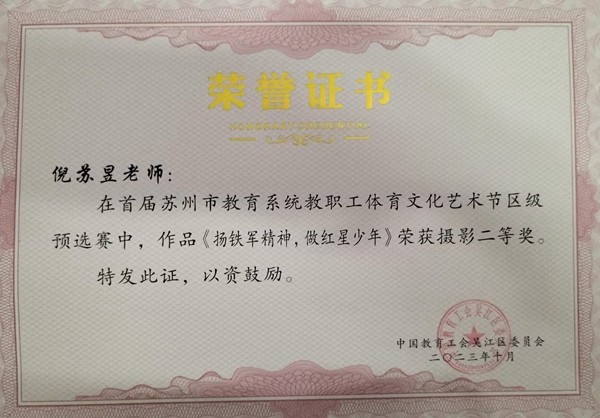 荣誉证书
倪苏昱老师：
在首届苏州市教育系统教职工体育文化艺术节区级
预选赛中，作品《扬铁军精神，做红星少年》荣获摄影二等奖。
特发此证，以资鼓励。
中国教育工会吴江区委员会
二〇二三年十月